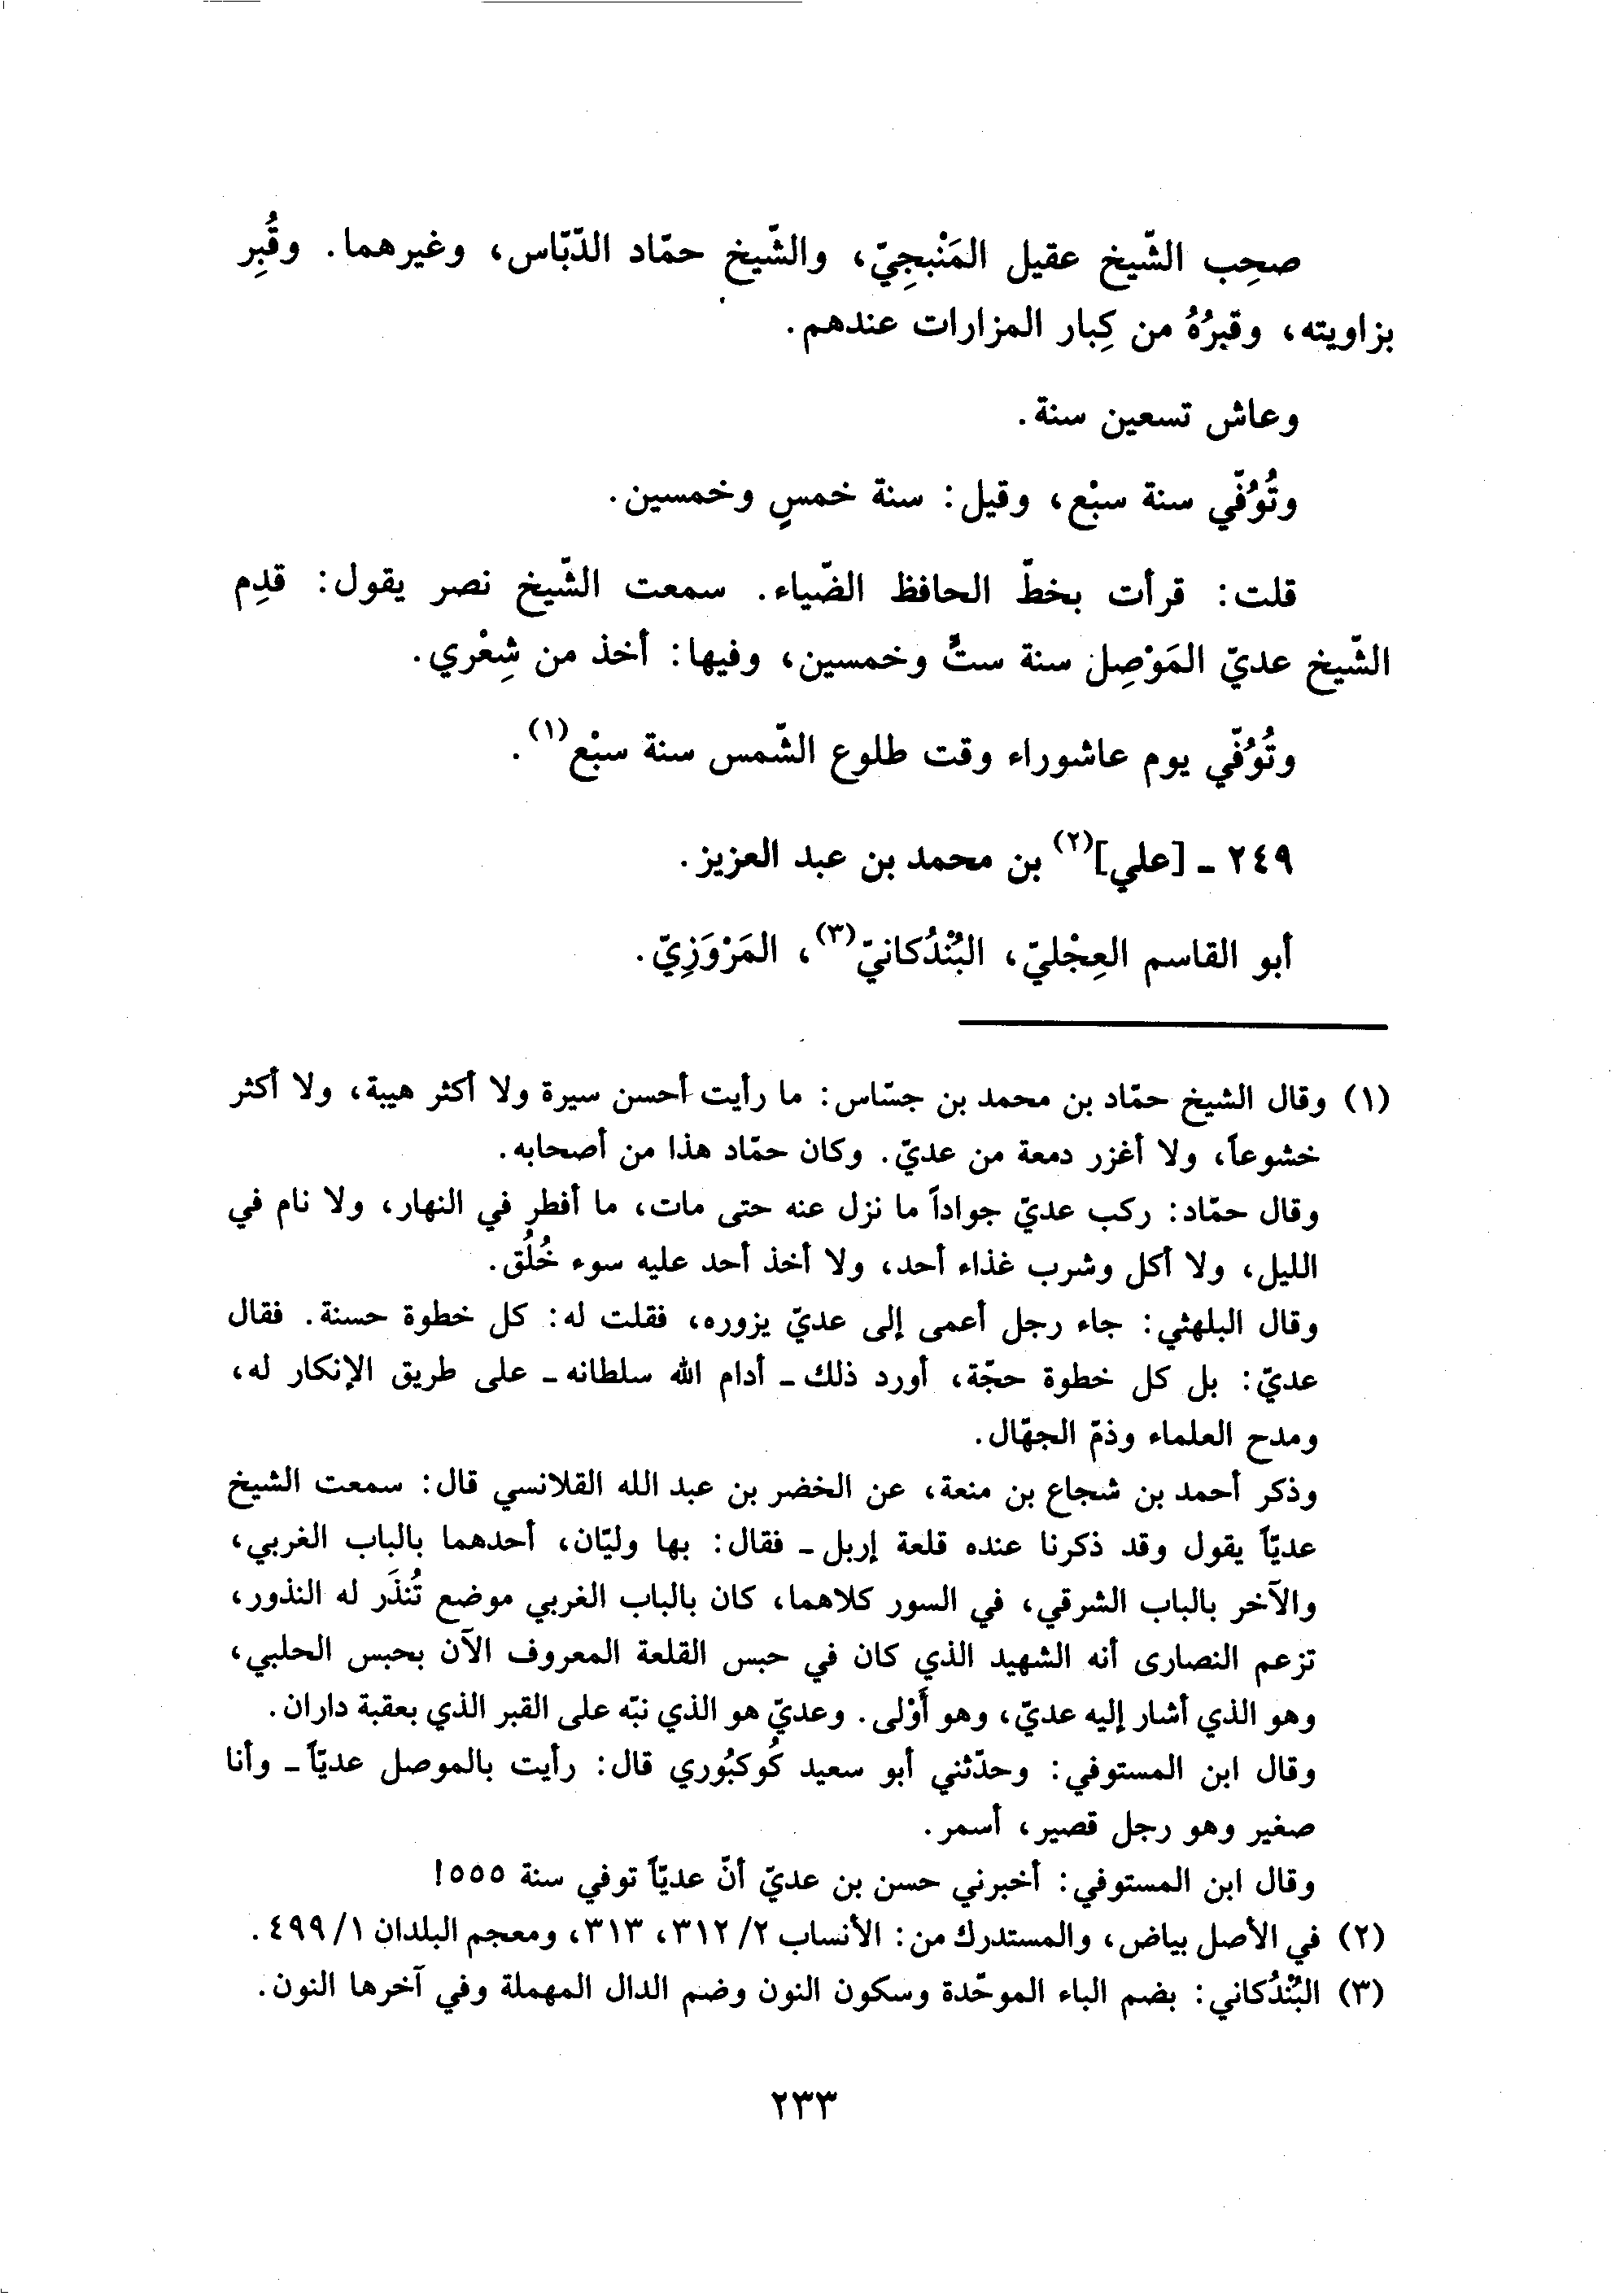 صحِب الشّيخ عقيل المَنْبجِيّ، والشّيخ حمّاد الدّبّاس، وغيرهما. وقُبِر
بزاويته، وقبرُهُ من كِبار المزارات عندهم.
وعاش تسعين سنة.
وتُوُفّي سنة سبْع، وقيل: سنة خمسٍ وخمسين.
قلت: قرأت بخطّ الحافظ الضّياء. سمعت الشّيخ نصر يقول: قدِم
الشّيخ عديّ المَوْصِل سنة ستٌّ وخمسين، وفيها: أخذ من شِعْري.
وتُوُفّي يوم عاشوراء وقت طلوع الشّمس سنة سبْع(١).
٢٤٩ ـ [علي](٢) بن محمد بن عبد العزيز.
أبو القاسم العِجْليّ، البُنْدُكانيّ(٣)، المَرْوَزِيّ.
(١) وقال الشيخ حمّاد بن محمد بن جسّاس: ما رأيت أحسن سيرة ولا أكثر هيبة، ولا أكثر
خشوعاً، ولا أغزر دمعة من عديّ. وكان حمّاد هذا من أصحابه.
وقال حمّاد: ركب عديّ جواداً ما نزل عنه حتى مات، ما أفطر في النهار، ولا نام في
الليل، ولا أكل وشرب غذاء أحد، ولا أخذ أحد عليه سوء خُلُق.
وقال البلهثي: جاء رجل أعمى إلى عديّ يزوره، فقلت له: كل خطوة حسنة. فقال
عديّ: بل كل خطوة حجّة، أورد ذلك ـ أدام الله سلطانه ـ على طريق الإنكار له،
ومدح العلماء وذمّ الجهّال.
وذكر أحمد بن شجاع بن منعة، عن الخضر بن عبد الله القلانسي قال: سمعت الشيخ
عديّاً يقول وقد ذكرنا عنده قلعة إربل ـ فقال: بها وليّان، أحدهما بالباب الغربي،
والآخر بالباب الشرقي، في السور كلاهما، كان بالباب الغربي موضع تُنذَر له النذور،
تزعم النصارى أنه الشهيد الذي كان في حبس القلعة المعروف الآن بحبس الحلبي،
وهو الذي أشار إليه عديّ، وهو أَوْلى. وعديّ هو الذي نبّه على القبر الذي بعقبة داران.
وقال ابن المستوفي: وحدّثني أبو سعيد كُوكبُوري قال: رأيت بالموصل عديّاً ـ وأنا
صغير وهو رجل قصير، أسمر.
وقال ابن المستوفي: أخبرني حسن بن عديّ أنّ عديّاً توفي سنة ٥٥٥!
(٢) في الأصل بياض، والمستدرك من: الأنساب ٢/ ٣١٢، ٣١٣، ومعجم البلدان ١/ ٤٩٩.
(٣) البُنْدُكاني: بضم الباء الموحّدة وسكون النون وضم الدال المهملة وفي آخرها النون.
٢٣٣